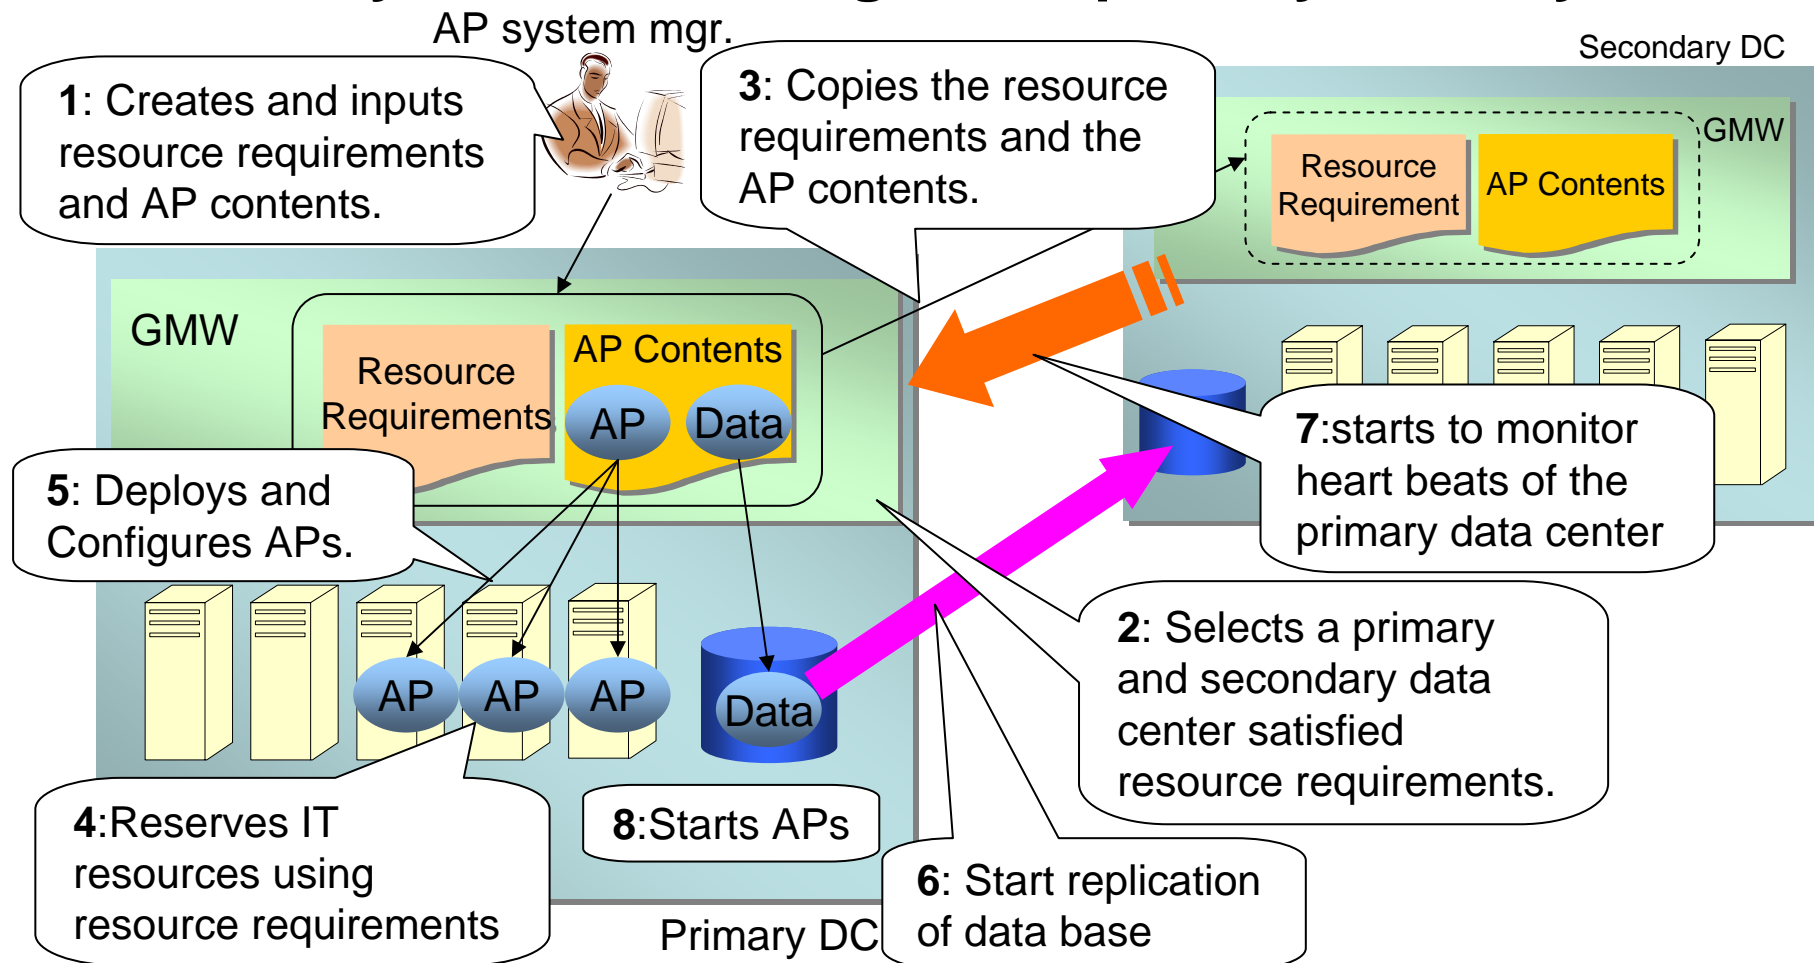 AP system mgr.
Secondary DC
1: Creates and inputs
resource requirements
and AP contents.
3: Copies the resource
requirements and the
AP contents.
GMW
Resource
Requirement
AP Contents
GMW
Resource
Requirements
AP Contents
AP
Data
7:starts to monitor
heart beats of the
primary data center
5: Deploys and
Configures APs.
2: Selects a primary
and secondary data
center satisfied
resource requirements.
AP
AP
AP
Data
4:Reserves IT
resources using
resource requirements
8:Starts APs
6: Start replication
of data base
Primary DC